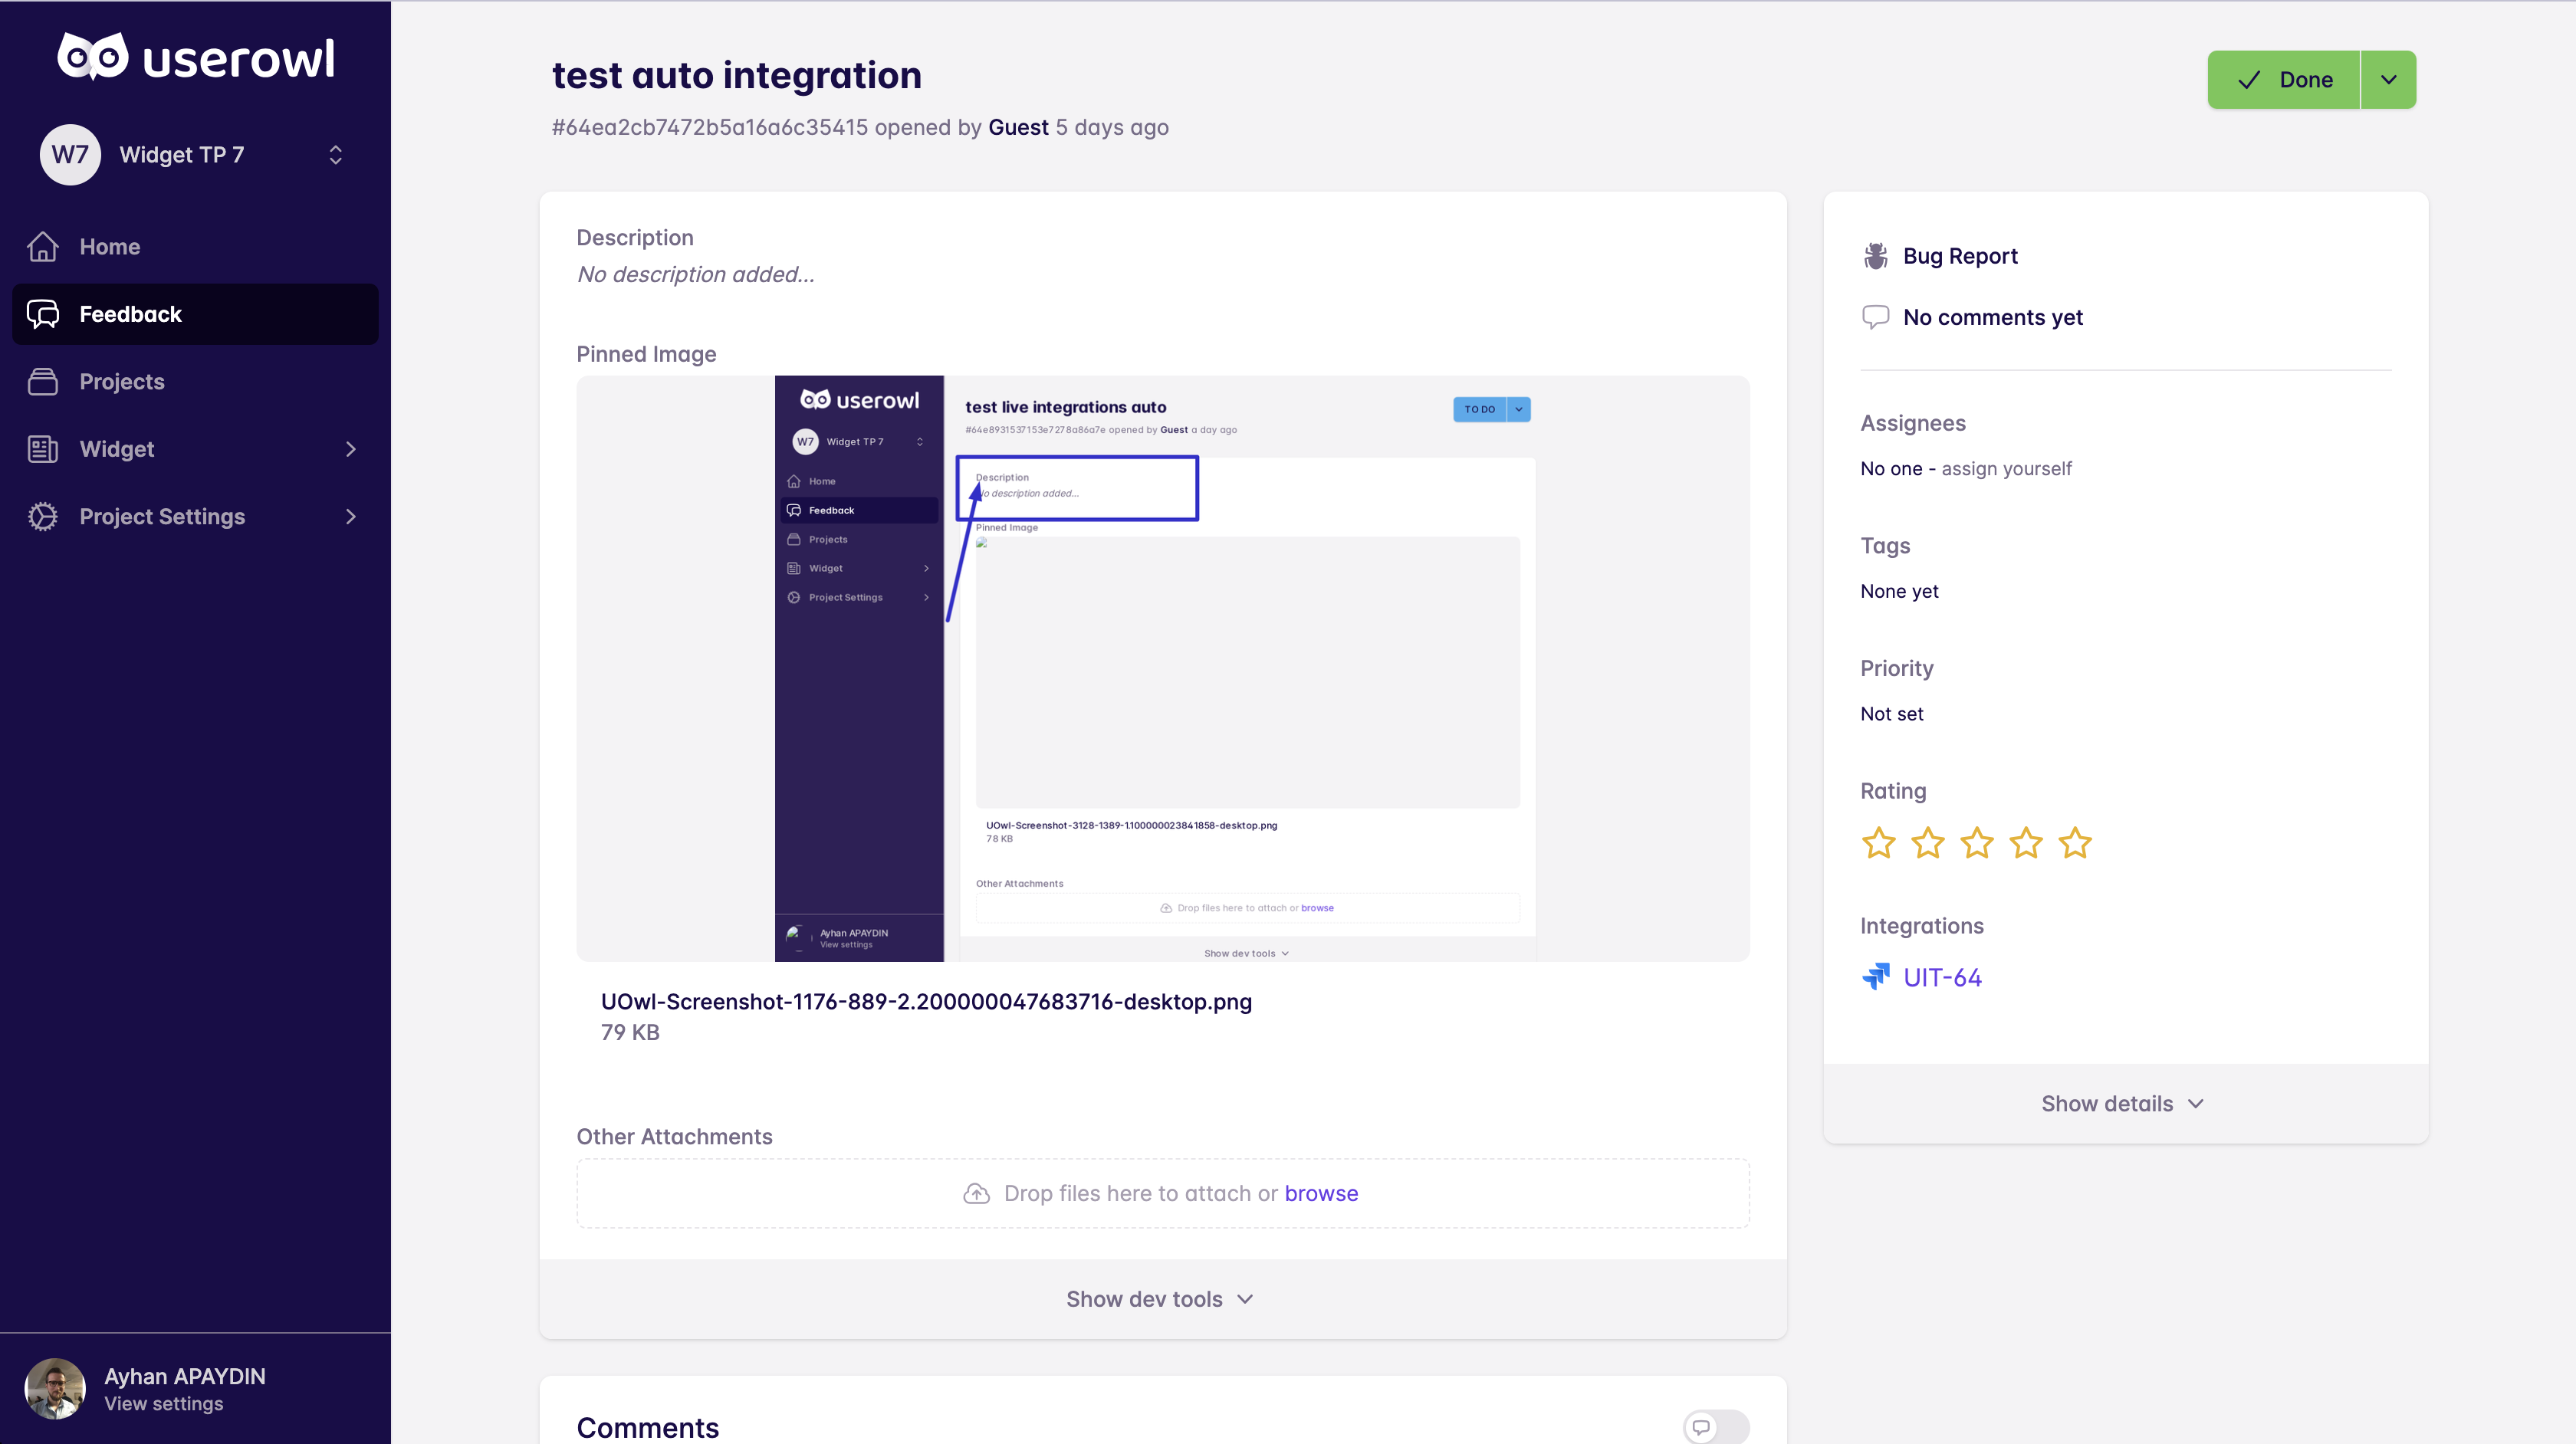 userowl
W7 Widget TP 7
Home
Feedback
Projects
Widget
Project Settings
Ayhan APAYDIN
View settings
test auto integration
#64ea2cb7472b5a16a6c35415 opened by Guest 5 days ago
Done
Description
No description added...
Pinned Image
userowl
W7 Widget TP 7
Home
Feedback
Projects
Widget
Project Settings
Ayhan APAYDIN
View settings
test live integrations auto
#64e8931537153e7278a86a7e opened by Guest a day ago
TO DO
Description
No description added...
Pinned Image
UOwl-Screenshot-3128-1389-1.100000023841858-desktop.png
78 KB
Other Attachments
Drop files here to attach or browse
Show dev tools
UOwl-Screenshot-1176-889-2.200000047683716-desktop.png
79 KB
Other Attachments
Drop files here to attach or browse
Show dev tools
Comments
Bug Report
No comments yet
Assignees
No one - assign yourself
Tags
None yet
Priority
Not set
Rating
Integrations
UIT-64
Show details